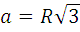 a = R√3